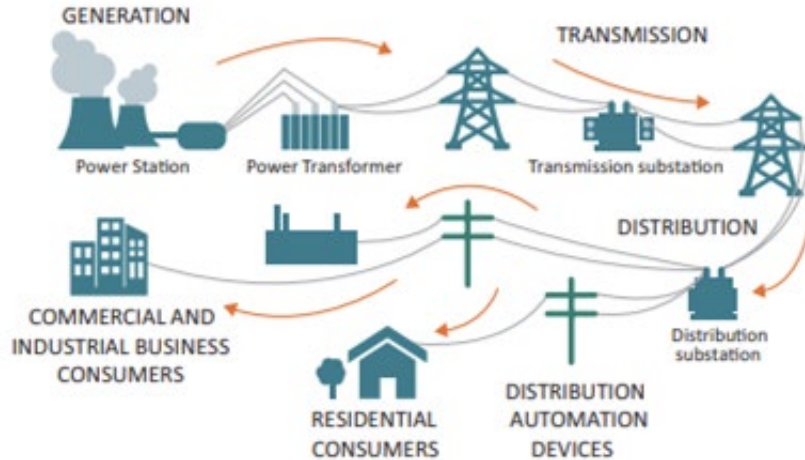 GENERATION
TRANSMISSION
Power Station
Power Transformer
Transmission substation
DISTRIBUTION
Distribution
substation
COMMERCIAL AND
INDUSTRIAL BUSINESS
CONSUMERS
RESIDENTIAL
CONSUMERS
DISTRIBUTION
AUTOMATION
DEVICES